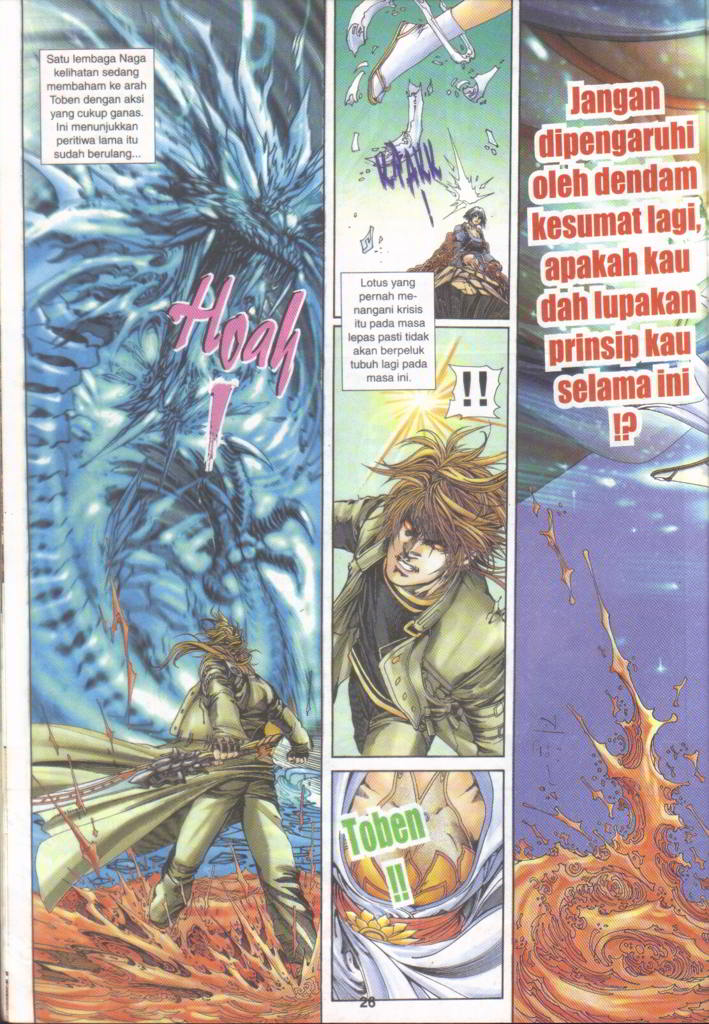 Satu lembaga Naga
kelihatan sedang
membaham ke arah
Toben dengan aksi
yang cukup ganas.
Ini menunjukkan
peritiwa lama itu
sudah berulang...
Hoah
!
Lotus yang
pernah me-
nangani krisis
itu pada masa
lepas pasti tidak
akan berpeluk
tubuh lagi pada
masa ini.
!!
Toben
!!
Jangan
dipengaruhi
oleh dendam
kesumat lagi,
apakah kau
dah lupakan
prinsip kau
selama ini
!?
26